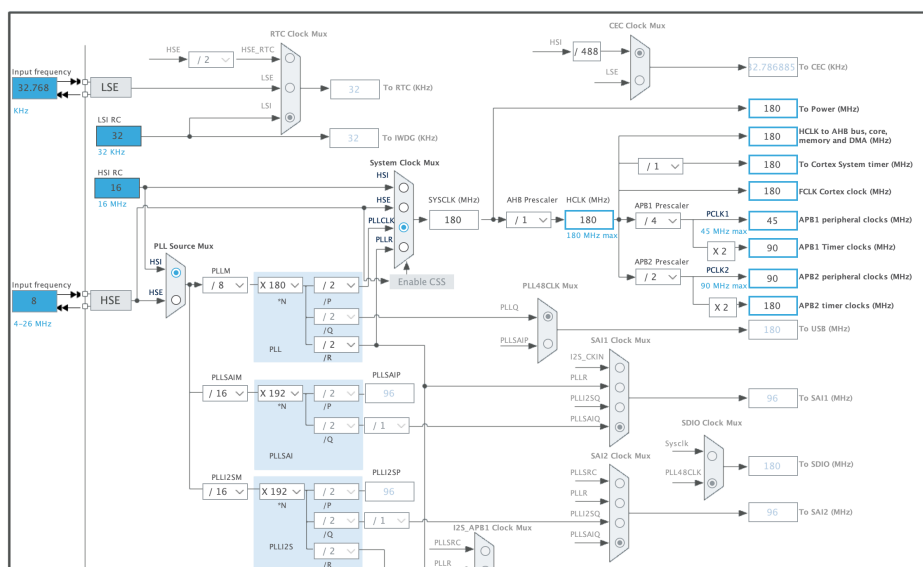 CEC Clock Mux
RTC Clock Mux
HSI
/ 488
LSE
32.786885
To CEC (KHz)
HSE
/ 2
HSE_RTC
LSE
LSI
32
To RTC (KHz)
Input frequency
32.768
KHz
LSE
LSI RC
32
32 KHz
32
To IWDG (KHz)
180
To Power (MHz)
180
HCLK to AHB bus, core,
memory and DMA (MHz)
HSI RC
16
16 MHz
System Clock Mux
HSI
HSE
PLLCLK
PLLR
SYSCLK (MHz)
180
AHB Prescaler
/ 1
HCLK (MHz)
180
180 MHz max
/ 1
180
To Cortex System timer (MHz)
180
FCLK Cortex clock (MHz)
APB1 Prescaler
/ 4
PCLK1
45 MHz max
45
APB1 peripheral clocks (MHz)
X 2
90
APB1 Timer clocks (MHz)
APB2 Prescaler
/ 2
PCLK2
90 MHz max
90
APB2 peripheral clocks (MHz)
X 2
180
APB2 timer clocks (MHz)
Enable CSS
PLL Source Mux
HSI
HSE
Input frequency
8
4-26 MHz
HSE
PLLM
/ 8
X 180
*N
/ 2
/P
/ 2
/Q
/ 2
/R
PLL
PLL48CLK Mux
PLLQ
PLLSAIP
180
To USB (MHz)
SAI1 Clock Mux
I2S_CKIN
PLLR
PLLI2SQ
PLLSAIQ
96
To SAI1 (MHz)
PLLSAIM
/ 16
X 192
*N
/ 2
/P
PLLSAIP
96
/ 2
/Q
/ 1
PLLSAI
SDIO Clock Mux
Sysclk
PLL48CLK
180
To SDIO (MHz)
SAI2 Clock Mux
PLLSRC
PLLR
PLLI2SQ
PLLSAIQ
96
To SAI2 (MHz)
PLLI2SM
/ 16
X 192
*N
/ 2
/P
PLLI2SP
96
/ 2
/Q
/ 1
PLLI2S
/ 2
/R
I2S_APB1 Clock Mux
PLLSRC
PLLR